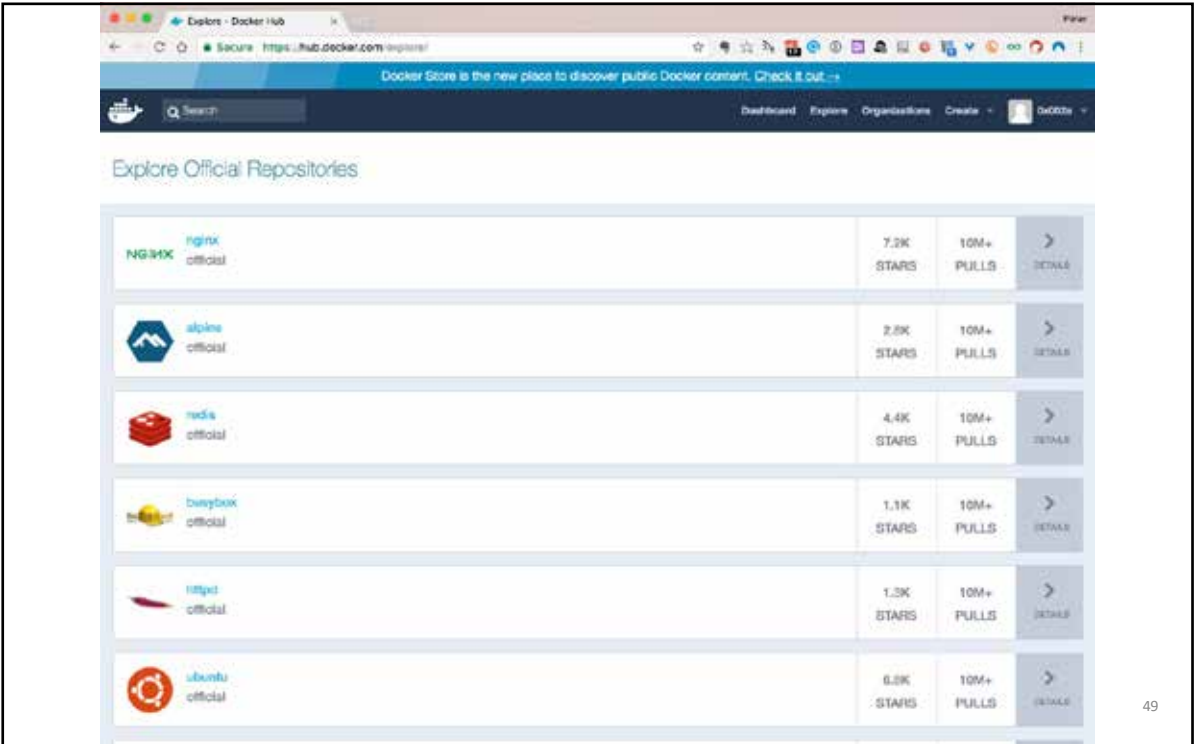 Explore - Docker Hub
Secure https://hub.docker.com/explore/
Docker Store is the new place to discover public Docker content. Check it out →
Search
Dashboard Explore Organizations Create
Explore Official Repositories
NGINX
nginx
official
7.2K
STARS
10M+
PULLS
DETAILS
alpine
official
STARS
10M+
PULLS
DETAILS
redis
official
4.4K
STARS
10M+
PULLS
DETAILS
busybox
official
1.1K
STARS
10M+
PULLS
DETAILS
httpd
official
1.3K
STARS
10M+
PULLS
DETAILS
ubuntu
official
STARS
10M+
PULLS
DETAILS
49